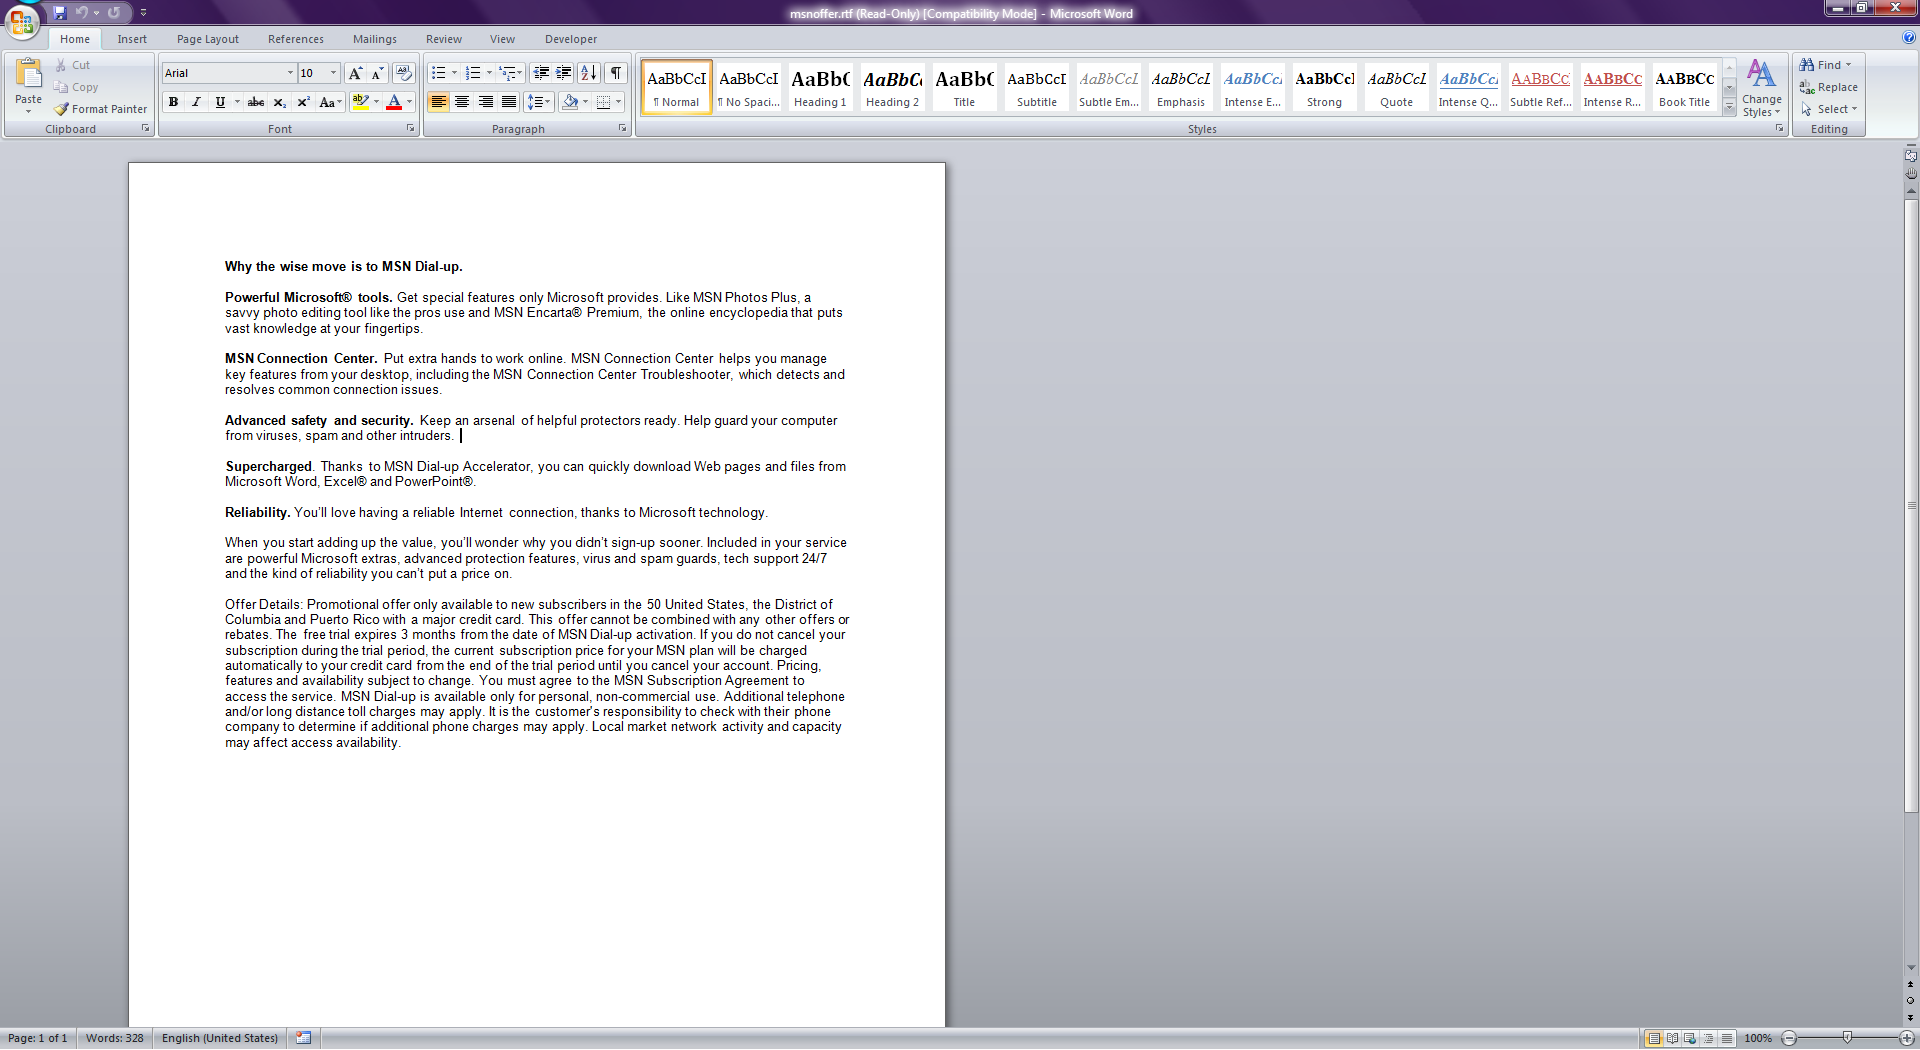 msnoffer.rtf (Read-Only) [Compatibility Mode] - Microsoft Word
Home Insert Page Layout References Mailings Review View Developer
Paste
Cut
Copy
Format Painter
Clipboard
Arial 10
B I U abc X₂ X² Aa ab A
Font
Paragraph
AaBbCcI AaBbCcI AaBbC AaBbC AaBbC AaBbCcI AaBbCcL AaBbCcL AaBbCcI AaBbCcI AaBbCcL AaBbCcI AABBCC AABBCC AABBCC
¶ Normal ¶ No Spaci... Heading 1 Heading 2 Title Subtitle Subtle Em... Emphasis Intense E... Strong Quote Intense Q... Subtle Ref... Intense R... Book Title
Change Styles
Styles
Find
Replace
Select
Editing
Why the wise move is to MSN Dial-up.
Powerful Microsoft® tools. Get special features only Microsoft provides. Like MSN Photos Plus, a
savvy photo editing tool like the pros use and MSN Encarta® Premium, the online encyclopedia that puts
vast knowledge at your fingertips.
MSN Connection Center. Put extra hands to work online. MSN Connection Center helps you manage
key features from your desktop, including the MSN Connection Center Troubleshooter, which detects and
resolves common connection issues.
Advanced safety and security. Keep an arsenal of helpful protectors ready. Help guard your computer
from viruses, spam and other intruders.
Supercharged. Thanks to MSN Dial-up Accelerator, you can quickly download Web pages and files from
Microsoft Word, Excel® and PowerPoint®.
Reliability. You’ll love having a reliable Internet connection, thanks to Microsoft technology.
When you start adding up the value, you’ll wonder why you didn’t sign-up sooner. Included in your service
are powerful Microsoft extras, advanced protection features, virus and spam guards, tech support 24/7
and the kind of reliability you can’t put a price on.
Offer Details: Promotional offer only available to new subscribers in the 50 United States, the District of
Columbia and Puerto Rico with a major credit card. This offer cannot be combined with any other offers or
rebates. The free trial expires 3 months from the date of MSN Dial-up activation. If you do not cancel your
subscription during the trial period, the current subscription price for your MSN plan will be charged
automatically to your credit card from the end of the trial period until you cancel your account. Pricing,
features and availability subject to change. You must agree to the MSN Subscription Agreement to
access the service. MSN Dial-up is available only for personal, non-commercial use. Additional telephone
and/or long distance toll charges may apply. It is the customer's responsibility to check with their phone
company to determine if additional phone charges may apply. Local market network activity and capacity
may affect access availability.
Page: 1 of 1 Words: 328 English (United States) 100%